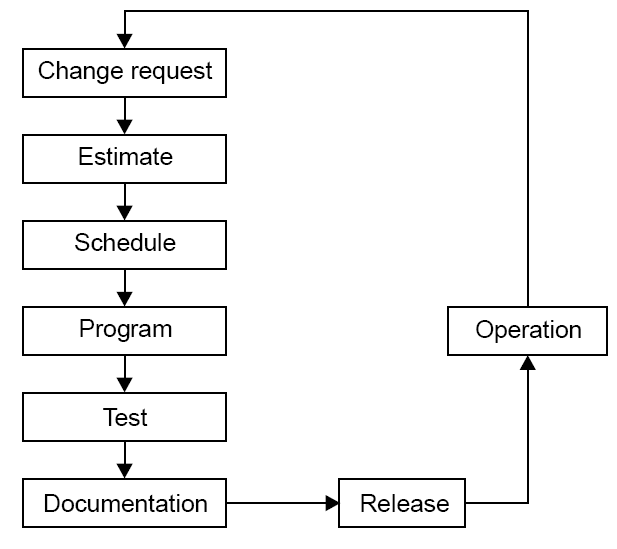 Change request
Estimate
Schedule
Program
Operation
Test
Documentation
Release